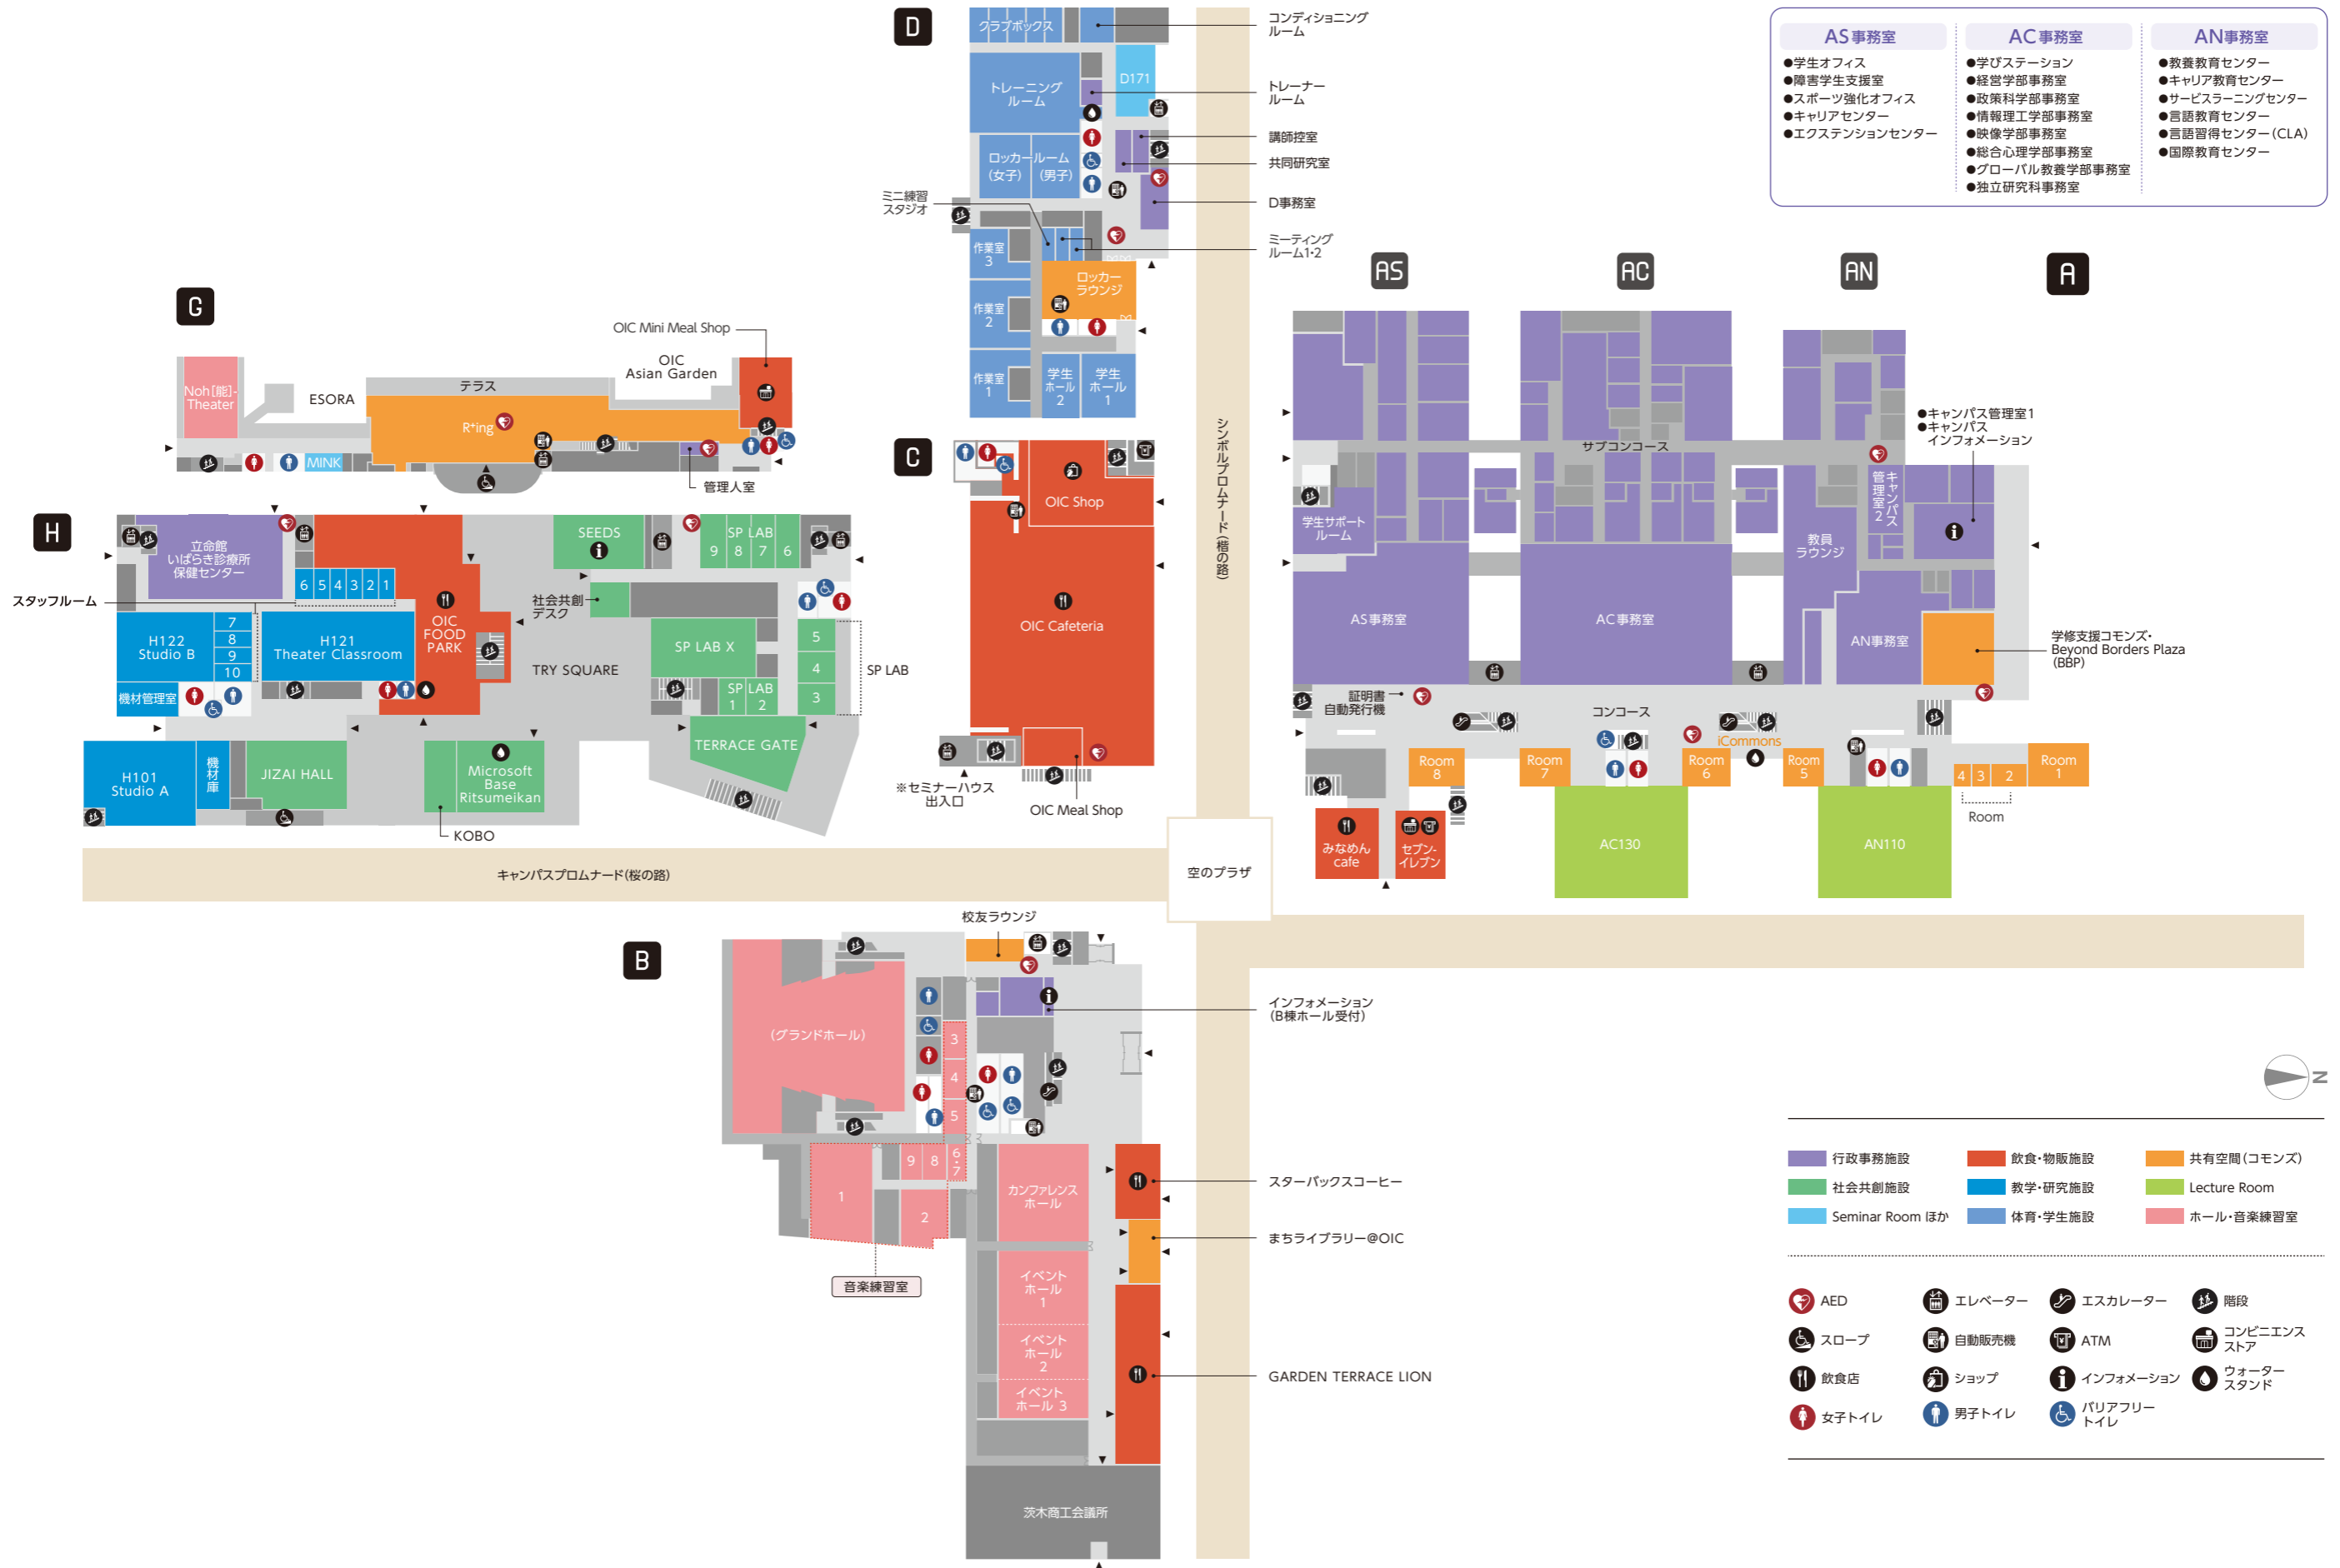 D
クラブボックス
コンディショニング
ルーム
トレーニング
ルーム
D171
トレーナー
ルーム
講師控室
共同研究室
ロッカールーム
(女子)
(男子)
ミニ練習
スタジオ
D事務室
ミーティング
ルーム1・2
作業室
3
ロッカー
ラウンジ
作業室
2
作業室
1
学生
ホール
2
学生
ホール
1
AS事務室
●学生オフィス
●障害学生支援室
●スポーツ強化オフィス
●キャリアセンター
●エクステンションセンター
AC事務室
●学びステーション
●経営学部事務室
●政策科学部事務室
●情報理工学部事務室
●映像学部事務室
●総合心理学部事務室
●グローバル教養学部事務室
●独立研究科事務室
AN事務室
●教養教育センター
●キャリア教育センター
●サービスラーニングセンター
●言語教育センター
●言語習得センター(CLA)
●国際教育センター
G
OIC Mini Meal Shop
OIC
Asian Garden
テラス
Noh[能]-
Theater
ESORA
R⁺ing
MINK
管理人室
C
OIC Shop
OIC Cafeteria
※セミナーハウス
出入口
OIC Meal Shop
シンボルプロムナード(楷の路)
AS
AC
AN
A
●キャンパス管理室1
●キャンパス
インフォメーション
サブコンコース
キャンパス
管理室2
学生サポート
ルーム
教員
ラウンジ
AS事務室
AC事務室
AN事務室
学修支援コモンズ・
Beyond Borders Plaza
(BBP)
証明書
自動発行機
コンコース
iCommons
Room
8
Room
7
Room
6
Room
5
4
3
2
Room
1
Room
みなめん
cafe
セブン-
イレブン
AC130
AN110
H
立命館
いばらき診療所
保健センター
SEEDS
SP LAB
9
8
7
6
6
5
4
3
2
1
スタッフルーム
社会共創
デスク
H122
Studio B
7
8
9
10
H121
Theater Classroom
OIC
FOOD
PARK
TRY SQUARE
SP LAB X
5
4
3
SP LAB
SP LAB
1
2
機材管理室
TERRACE GATE
H101
Studio A
機材庫
JIZAI HALL
Microsoft
Base
Ritsumeikan
KOBO
キャンパスプロムナード(桜の路)
空のプラザ
B
校友ラウンジ
(グランドホール)
インフォメーション
(B棟ホール受付)
3
4
5
6・7
9
8
1
2
音楽練習室
カンファレンス
ホール
スターバックスコーヒー
まちライブラリー@OIC
イベント
ホール
1
イベント
ホール
2
イベント
ホール 3
GARDEN TERRACE LION
茨木商工会議所
N
行政事務施設
飲食・物販施設
共有空間(コモンズ)
社会共創施設
教学・研究施設
Lecture Room
Seminar Room ほか
体育・学生施設
ホール・音楽練習室
AED
エレベーター
エスカレーター
階段
スロープ
自動販売機
ATM
コンビニエンス
ストア
飲食店
ショップ
インフォメーション
ウォーター
スタンド
女子トイレ
男子トイレ
バリアフリー
トイレ